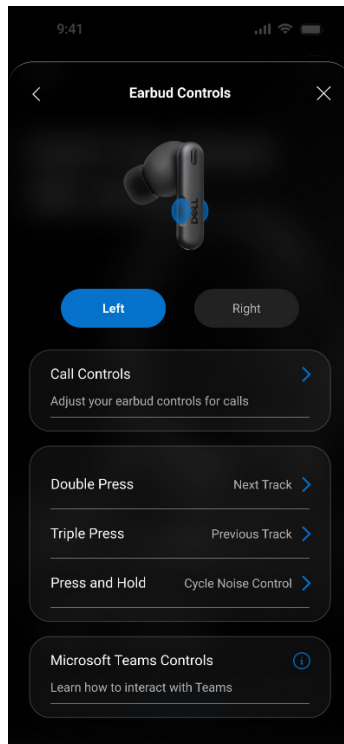 9:41
Earbud Controls
DELL
Left
Right
Call Controls
Adjust your earbud controls for calls
Double Press
Next Track
Triple Press
Previous Track
Press and Hold
Cycle Noise Control
Microsoft Teams Controls
Learn how to interact with Teams